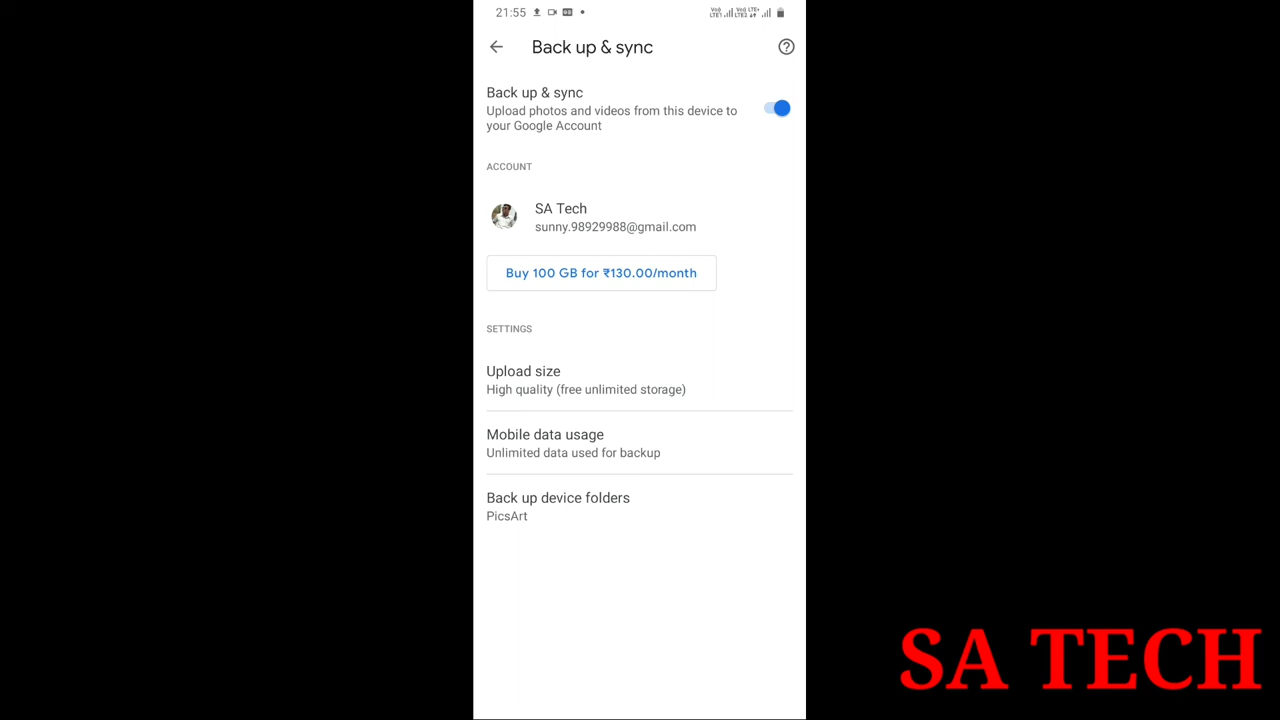 21:55
Back up & sync
Back up & sync
Upload photos and videos from this device to
your Google Account
ACCOUNT
SA Tech
sunny.98929988@gmail.com
Buy 100 GB for ₹130.00/month
SETTINGS
Upload size
High quality (free unlimited storage)
Mobile data usage
Unlimited data used for backup
Back up device folders
PicsArt
SA TECH